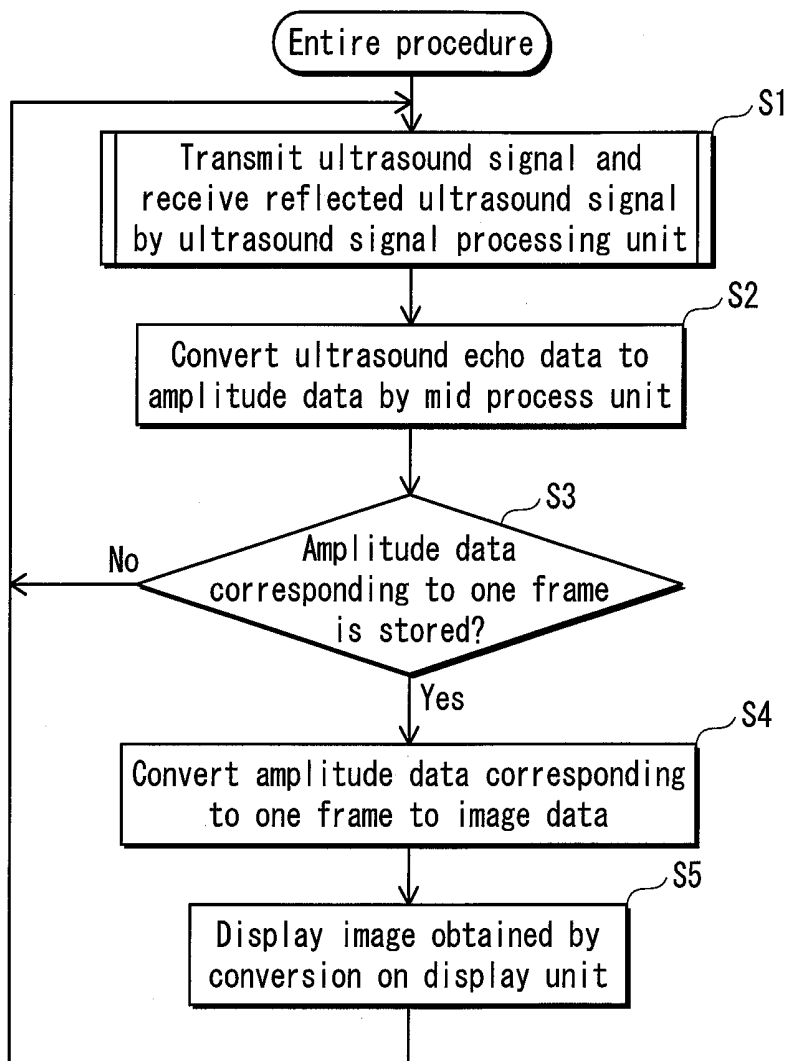 Entire procedure
S1
Transmit ultrasound signal and
receive reflected ultrasound signal
by ultrasound signal processing unit
S2
Convert ultrasound echo data to
amplitude data by mid process unit
S3
Amplitude data
corresponding to one frame
is stored?
No
Yes
S4
Convert amplitude data corresponding
to one frame to image data
S5
Display image obtained by
conversion on display unit